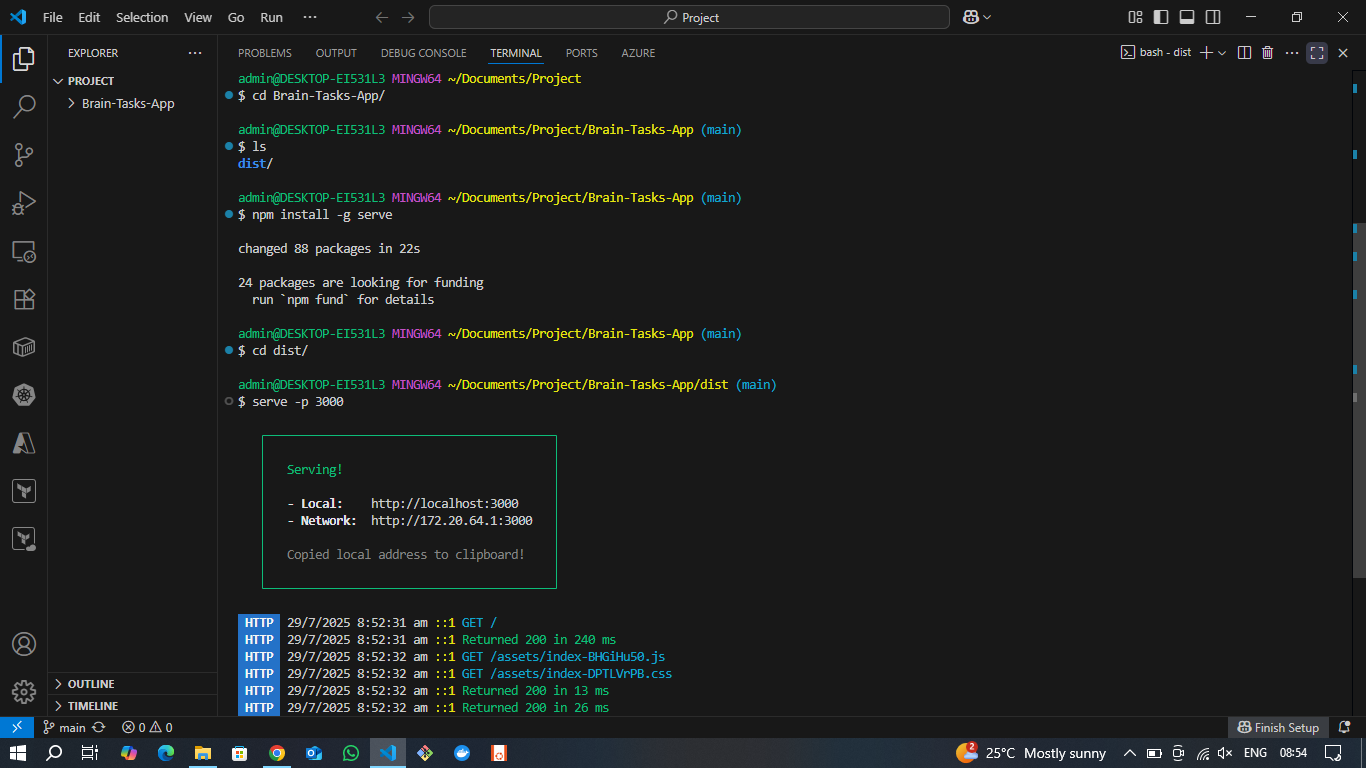 File Edit Selection View Go Run ··· Project
EXPLORER ···
PROBLEMS OUTPUT DEBUG CONSOLE TERMINAL PORTS AZURE bash - dist
PROJECT
Brain-Tasks-App
admin@DESKTOP-EI531L3 MINGW64 ~/Documents/Project
$ cd Brain-Tasks-App/
admin@DESKTOP-EI531L3 MINGW64 ~/Documents/Project/Brain-Tasks-App (main)
$ ls
dist/
admin@DESKTOP-EI531L3 MINGW64 ~/Documents/Project/Brain-Tasks-App (main)
$ npm install -g serve
changed 88 packages in 22s
24 packages are looking for funding
run `npm fund` for details
admin@DESKTOP-EI531L3 MINGW64 ~/Documents/Project/Brain-Tasks-App (main)
$ cd dist/
admin@DESKTOP-EI531L3 MINGW64 ~/Documents/Project/Brain-Tasks-App/dist (main)
$ serve -p 3000
Serving!
- Local: http://localhost:3000
- Network: http://172.20.64.1:3000
Copied local address to clipboard!
HTTP 29/7/2025 8:52:31 am ::1 GET /
HTTP 29/7/2025 8:52:31 am ::1 Returned 200 in 240 ms
HTTP 29/7/2025 8:52:32 am ::1 GET /assets/index-BHGiHu50.js
HTTP 29/7/2025 8:52:32 am ::1 GET /assets/index-DPTLVrPB.css
HTTP 29/7/2025 8:52:32 am ::1 Returned 200 in 13 ms
HTTP 29/7/2025 8:52:32 am ::1 Returned 200 in 26 ms
OUTLINE
TIMELINE
main 0 0 Finish Setup
2 25°C Mostly sunny ENG 08:54